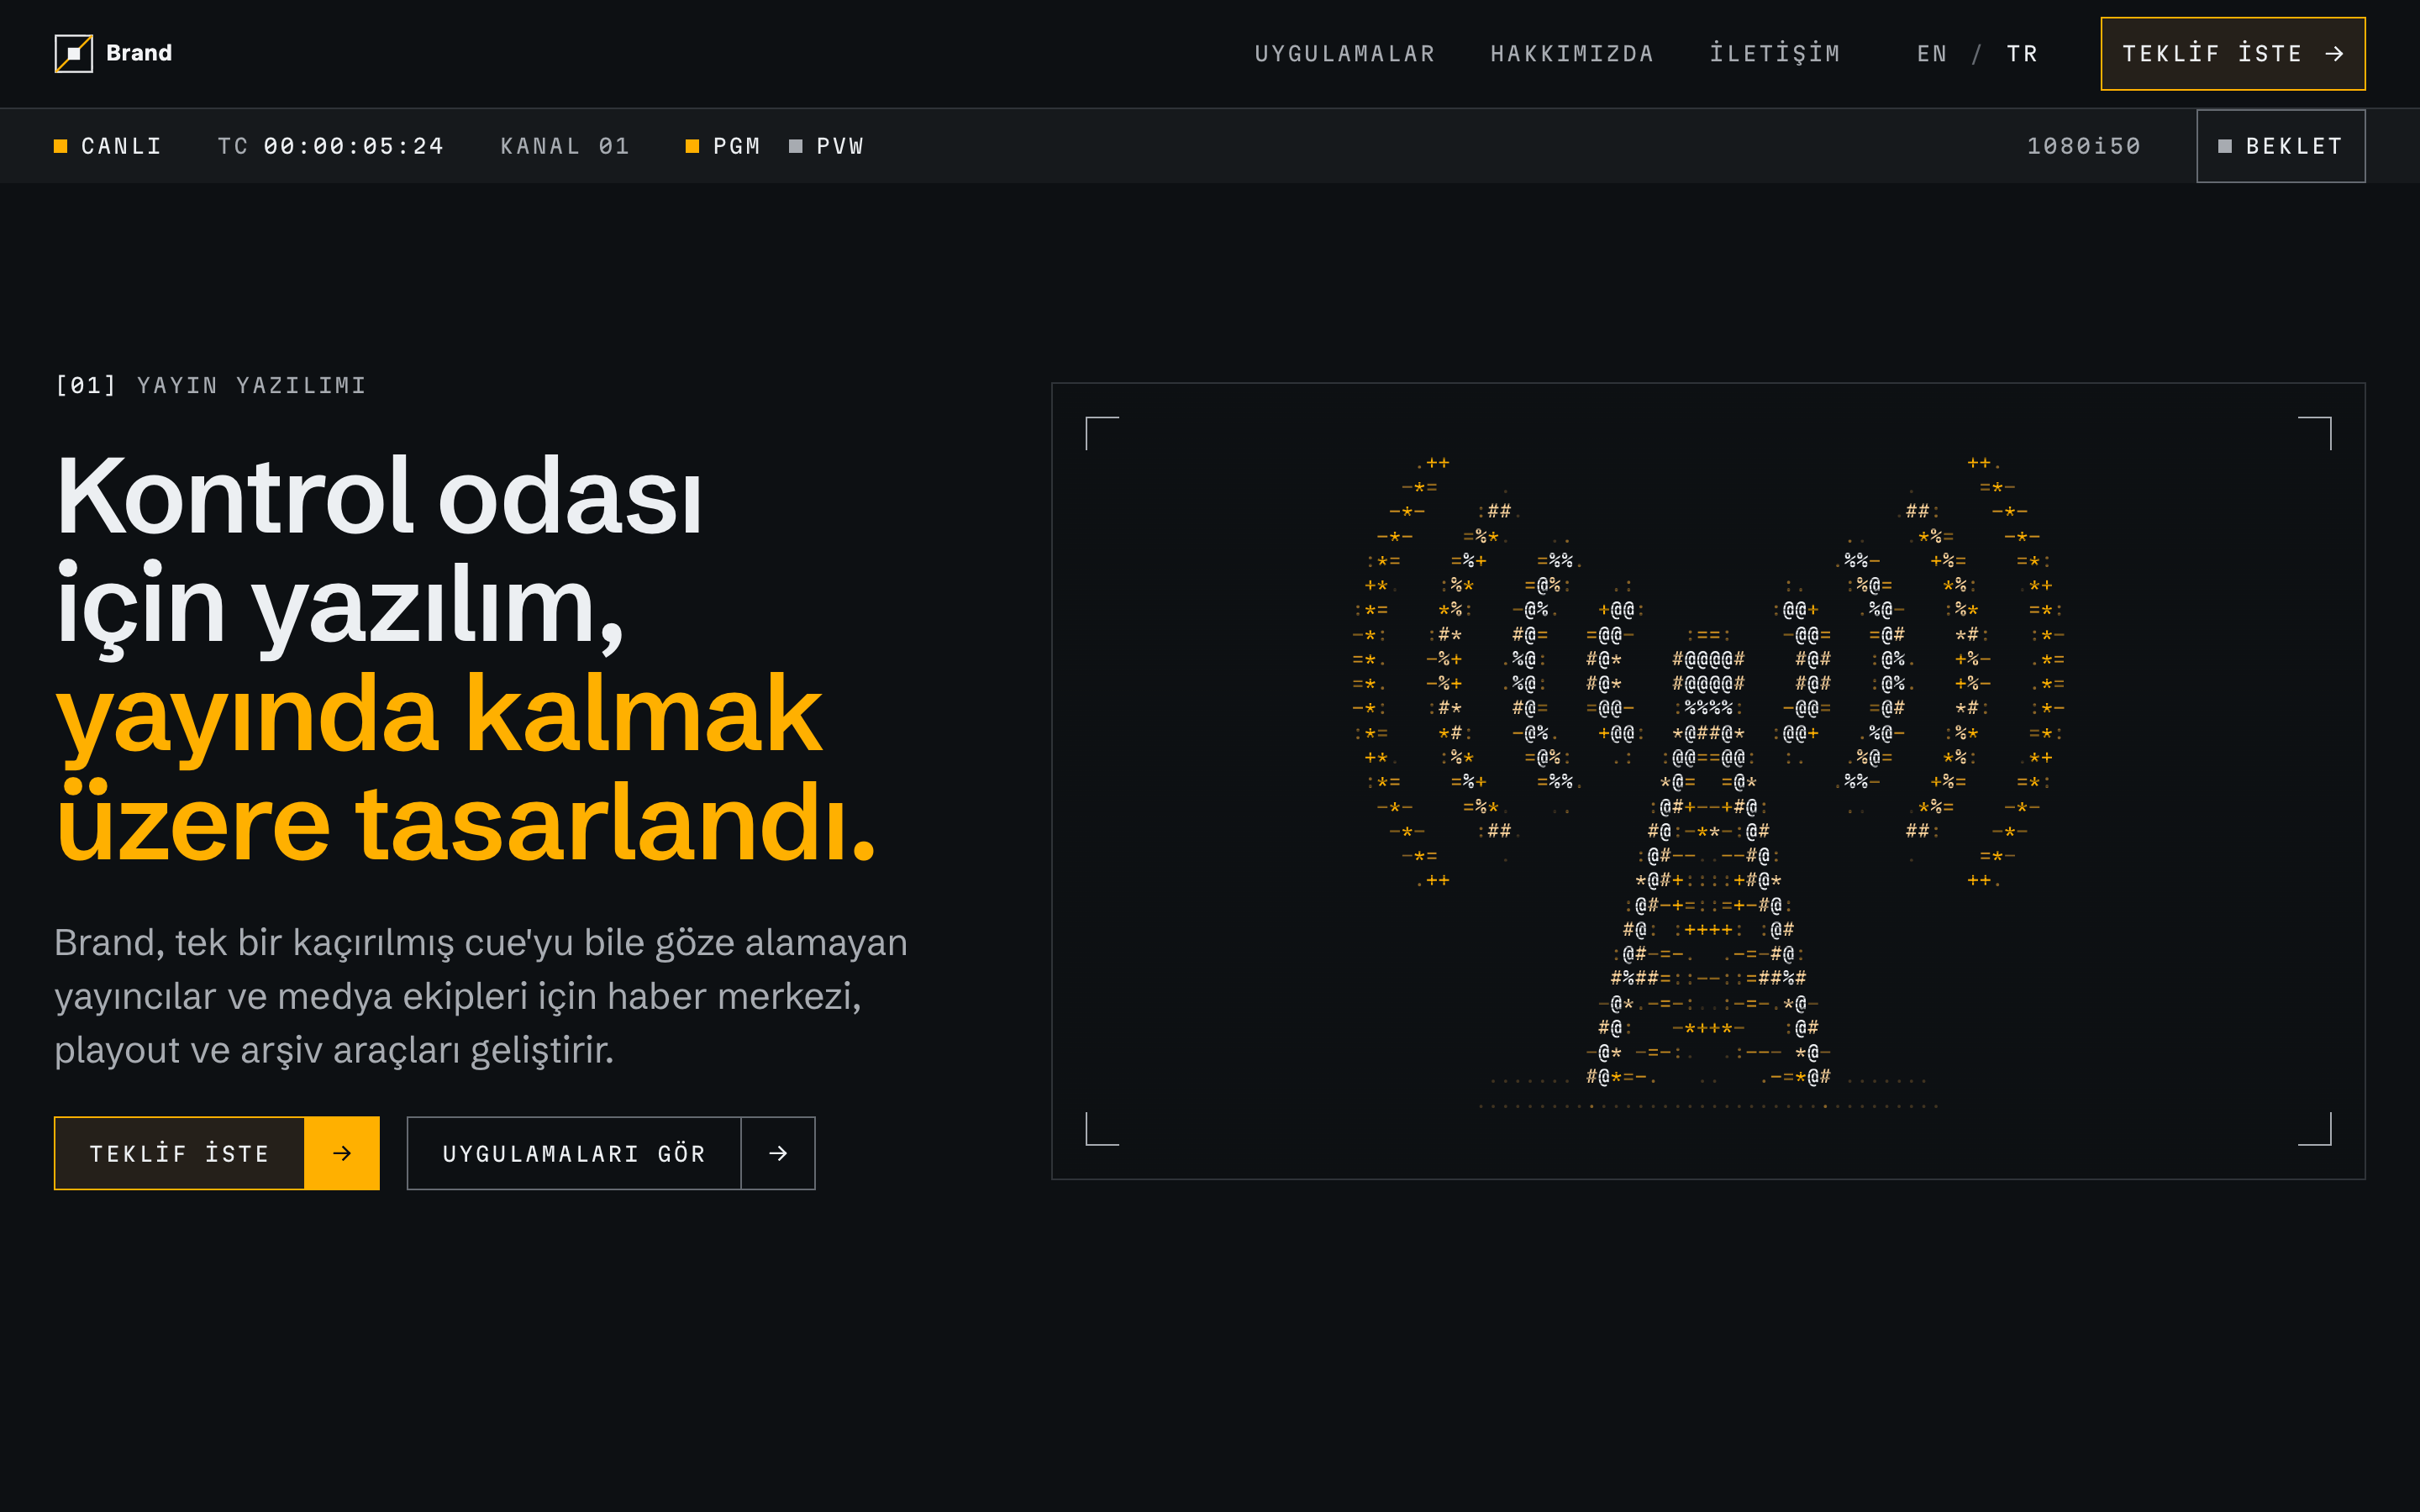 Brand
UYGULAMALAR HAKKIMIZDA İLETİŞİM EN / TR TEKLİF İSTE →
CANLI TC 00:00:05:24 KANAL 01 PGM PVW 1080i50 BEKLET
[01] YAYIN YAZILIMI
Kontrol odası
için yazılım,
yayında kalmak
üzere tasarlandı.
Brand, tek bir kaçırılmış cue'yu bile göze alamayan
yayıncılar ve medya ekipleri için haber merkezi,
playout ve arşiv araçları geliştirir.
TEKLİF İSTE → UYGULAMALARI GÖR →